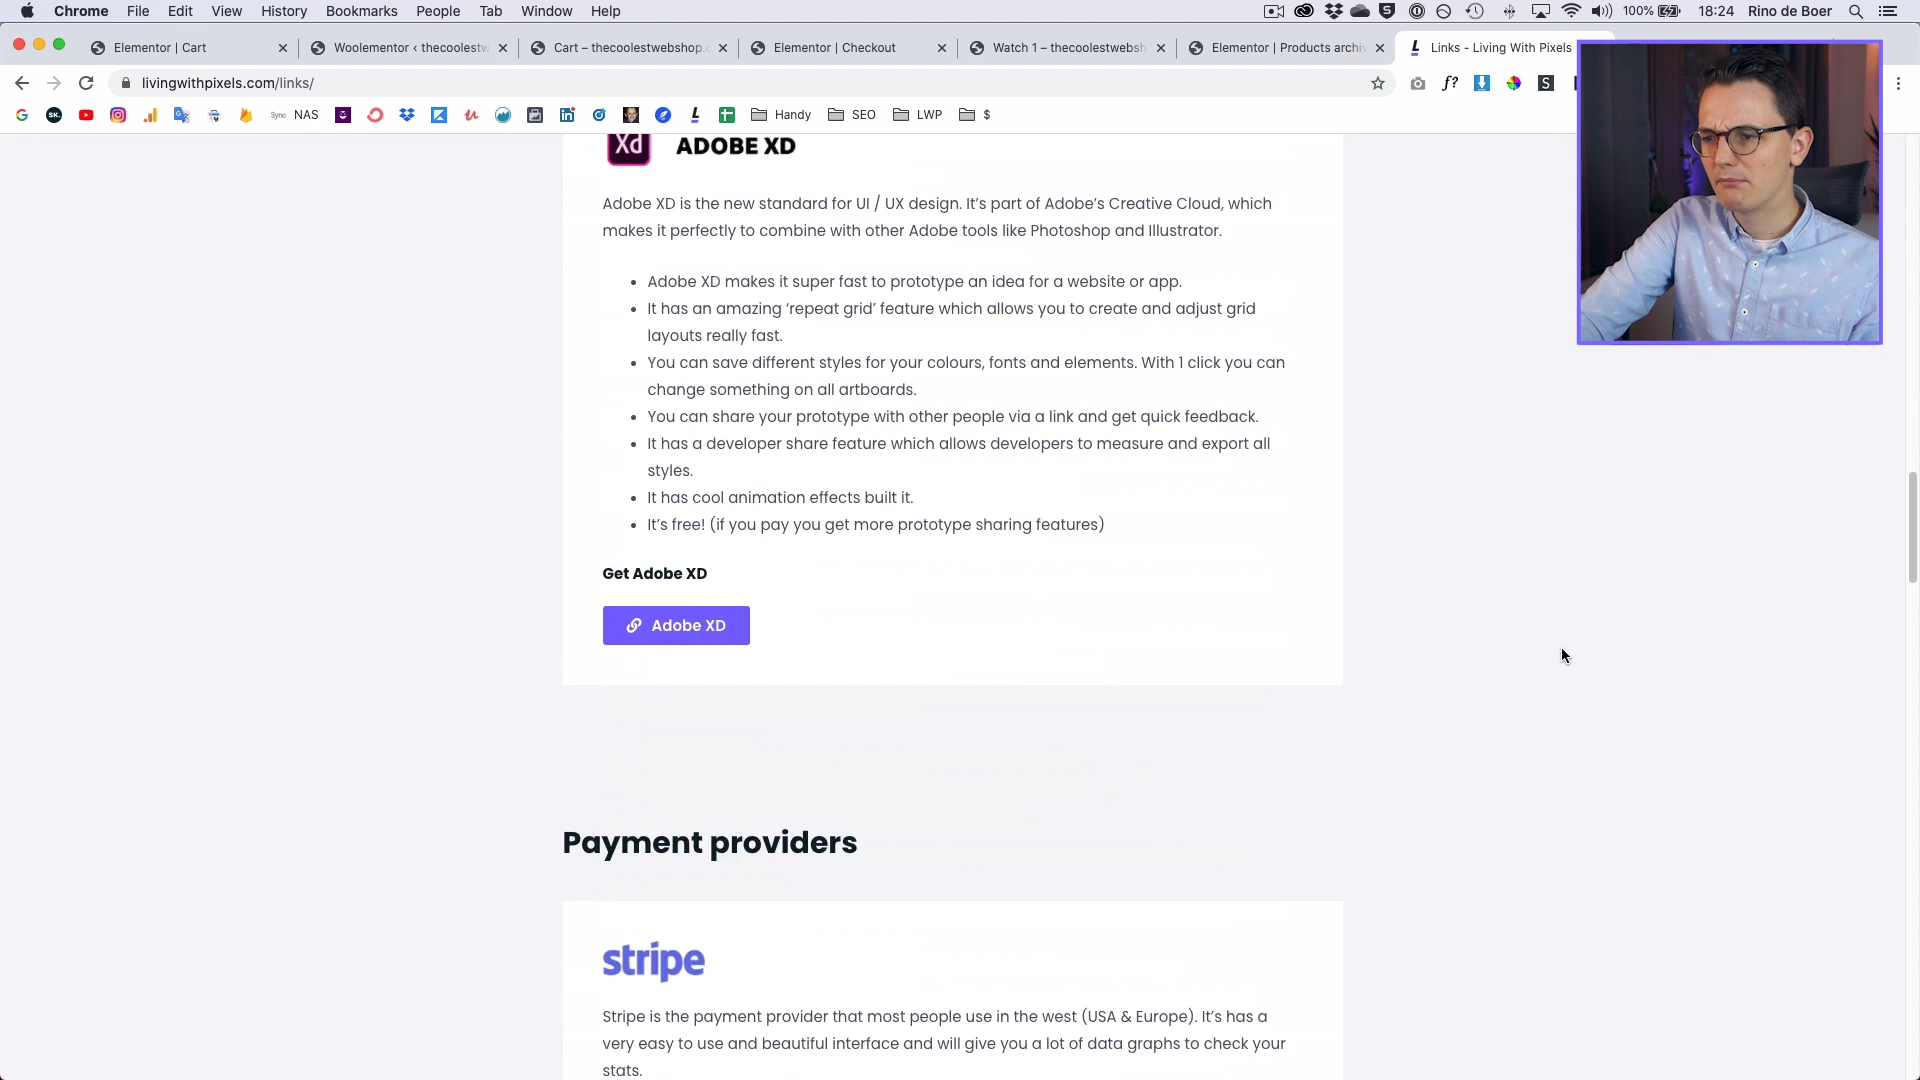 Chrome File Edit View History Bookmarks People Tab Window Help 100% 18:24 Rino de Boer
Elementor | Cart Woolementor ‹ thecoolestw Cart – thecoolestwebshop. Elementor | Checkout Watch 1 – thecoolestwebsh Elementor | Products archi Links - Living With Pixels
livingwithpixels.com/links/
NAS Handy SEO LWP $
Xd ADOBE XD
Adobe XD is the new standard for UI / UX design. It’s part of Adobe’s Creative Cloud, which
makes it perfectly to combine with other Adobe tools like Photoshop and Illustrator.
Adobe XD makes it super fast to prototype an idea for a website or app.
It has an amazing ‘repeat grid’ feature which allows you to create and adjust grid
layouts really fast.
You can save different styles for your colours, fonts and elements. With 1 click you can
change something on all artboards.
You can share your prototype with other people via a link and get quick feedback.
It has a developer share feature which allows developers to measure and export all
styles.
It has cool animation effects built it.
It’s free! (if you pay you get more prototype sharing features)
Get Adobe XD
Adobe XD
Payment providers
stripe
Stripe is the payment provider that most people use in the west (USA & Europe). It’s has a
very easy to use and beautiful interface and will give you a lot of data graphs to check your
stats.